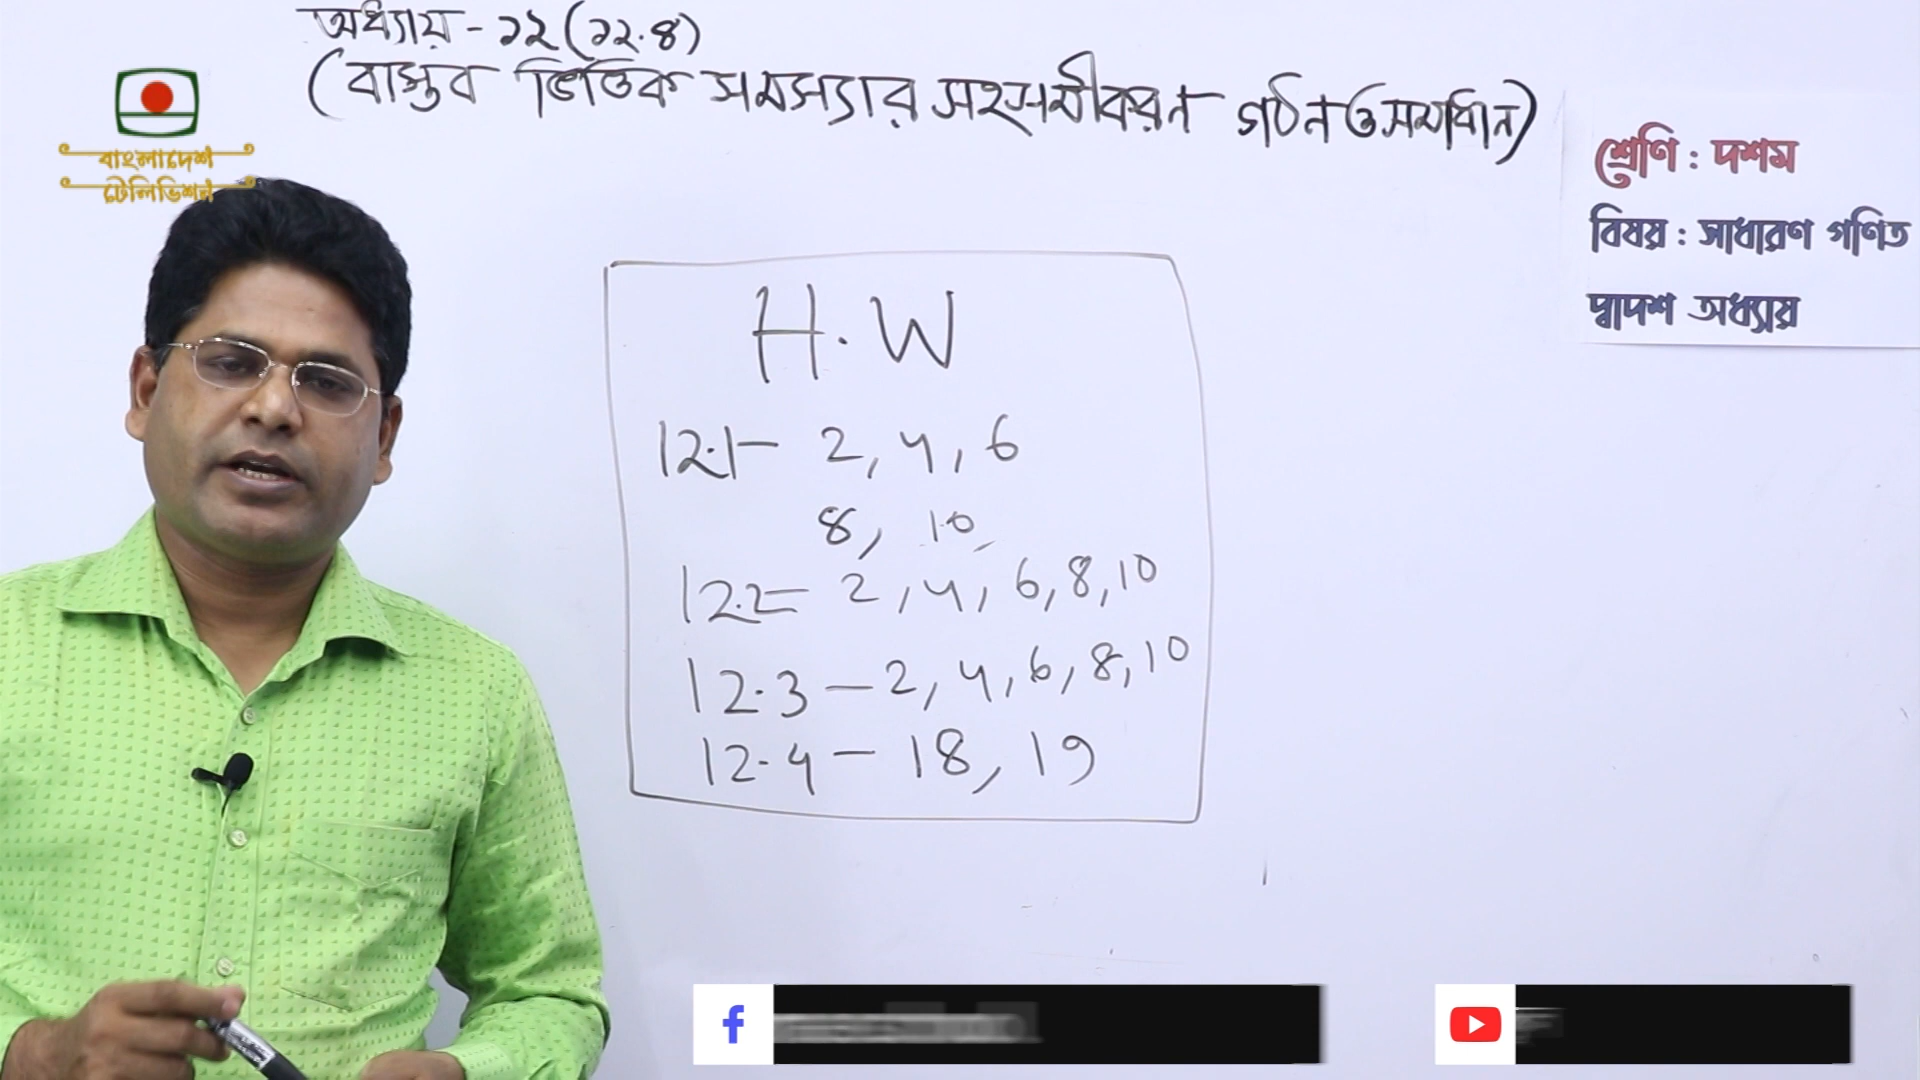 অধ্যায় - ১২ (১২.৪)
(বাস্তব ভিত্তিক সমস্যার সহসমীকরণ গঠন ও সমাধান)
বাংলাদেশ
টেলিভিশন
শ্রেণি : দশম
বিষয় : সাধারণ গণিত
দ্বাদশ অধ্যায়
H.W
12.1 - 2, 4, 6
8, 10,
12.2 = 2, 4, 6, 8, 10
12.3 - 2, 4, 6, 8, 10
12.4 - 18, 19